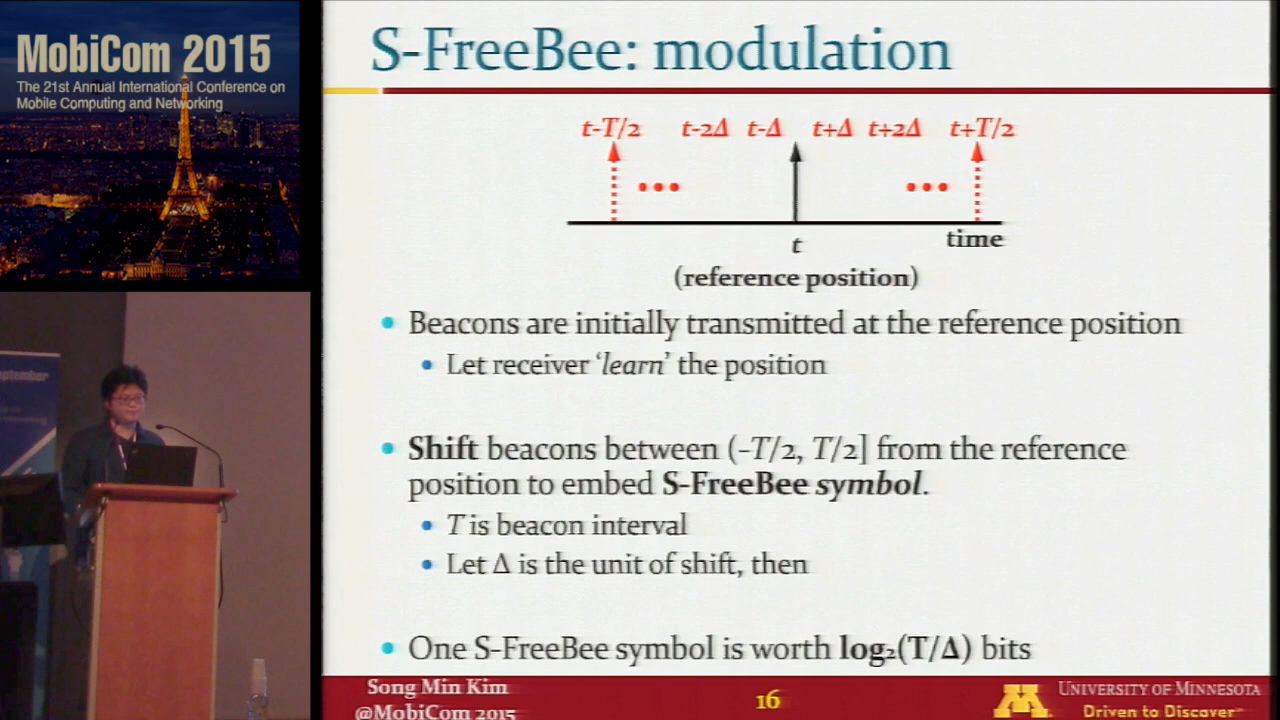 MobiCom 2015
The 21st Annual International Conference on
Mobile Computing and Networking
S-FreeBee: modulation
t-T/2 t-2Δ t-Δ t+Δ t+2Δ t+T/2
t
time
(reference position)
Beacons are initially transmitted at the reference position
Let receiver ‘learn’ the position
Shift beacons between (-T/2, T/2] from the reference
position to embed S-FreeBee symbol.
T is beacon interval
Let Δ is the unit of shift, then
One S-FreeBee symbol is worth log₂(T/Δ) bits
Song Min Kim
@MobiCom 2015
16
UNIVERSITY OF MINNESOTA
Driven to Discover